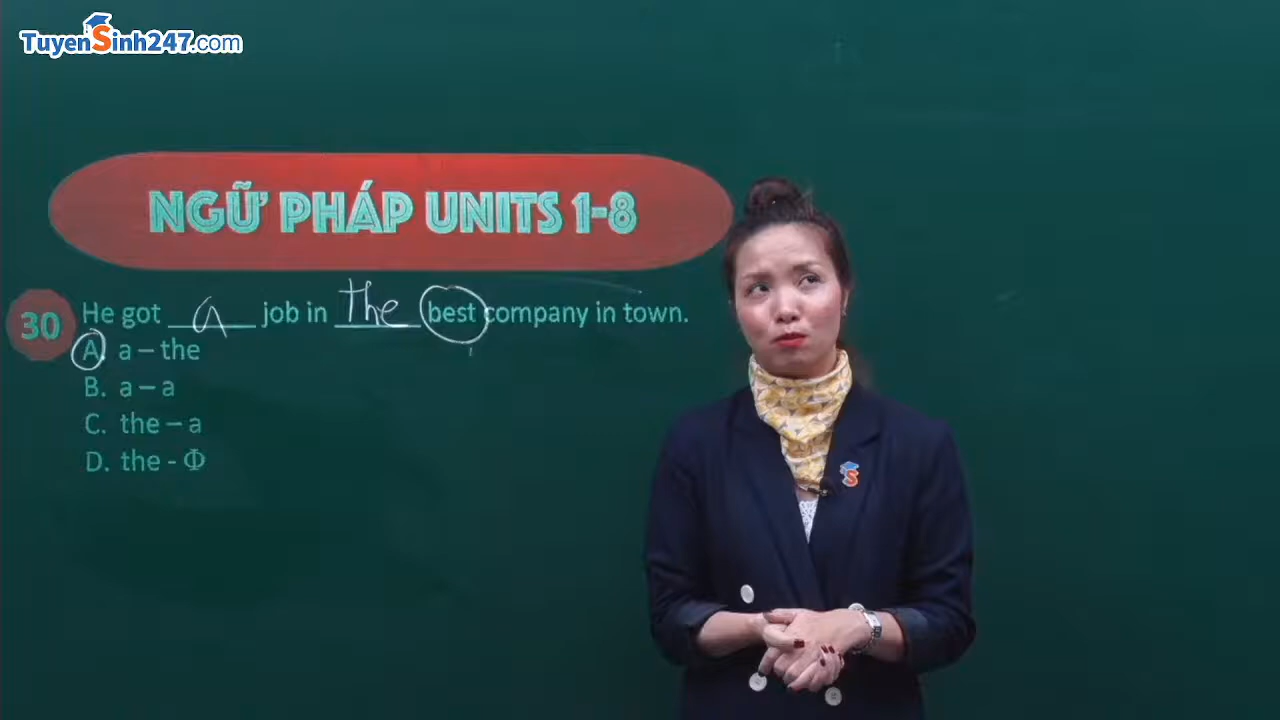 TuyenSinh247.com
NGỮ PHÁP UNITS 1-8
30 He got a job in the best company in town.
A. a – the
B. a – a
C. the – a
D. the - Φ
S